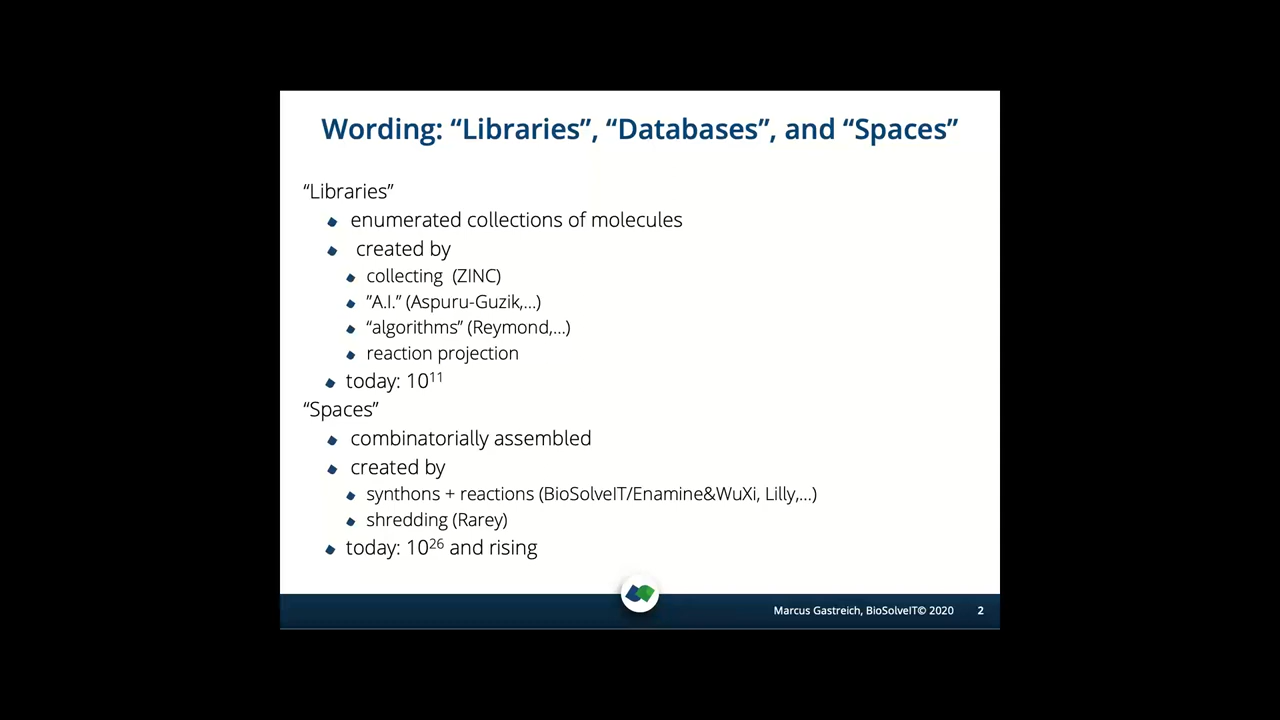 Wording: “Libraries”, “Databases”, and “Spaces”
“Libraries”
enumerated collections of molecules
created by
collecting (ZINC)
”A.I.” (Aspuru-Guzik,...)
“algorithms” (Reymond,...)
reaction projection
today: 10¹¹
“Spaces”
combinatorially assembled
created by
synthons + reactions (BioSolveIT/Enamine&WuXi, Lilly,...)
shredding (Rarey)
today: 10²⁶ and rising
Marcus Gastreich, BioSolveIT© 2020 2